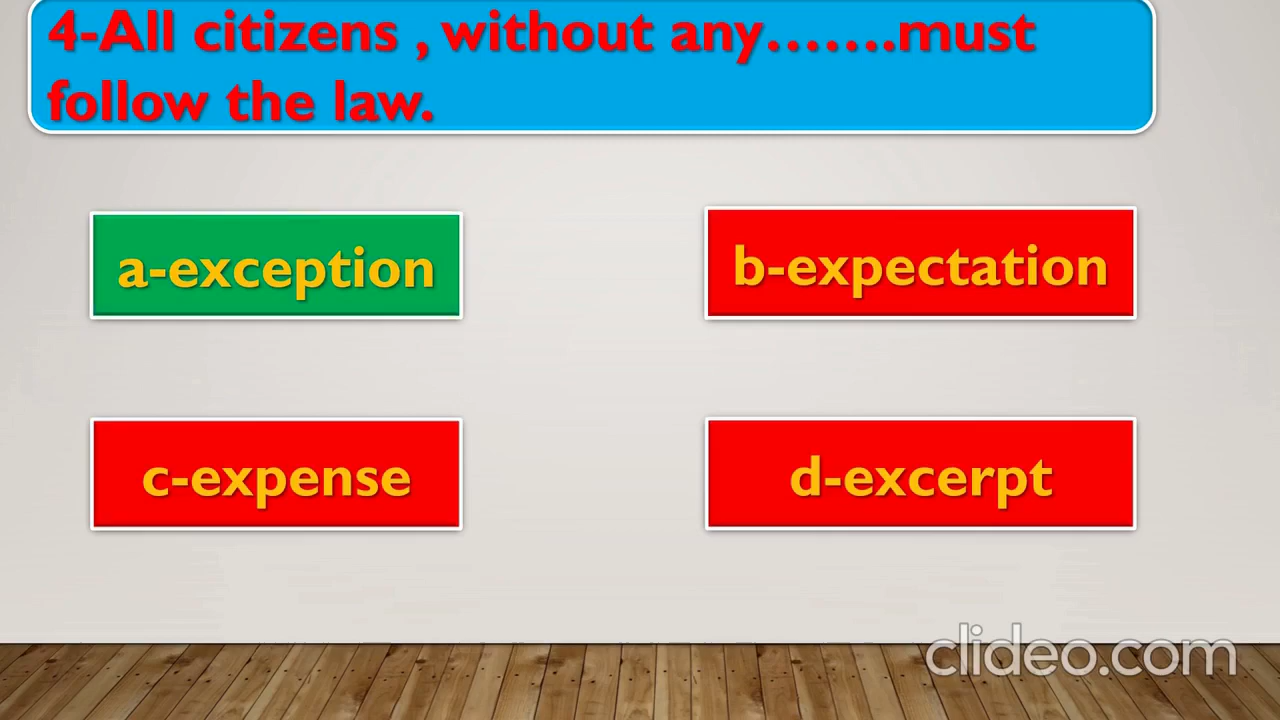 4-All citizens , without any…….must
follow the law.
a-exception
b-expectation
c-expense
d-excerpt
clideo.com